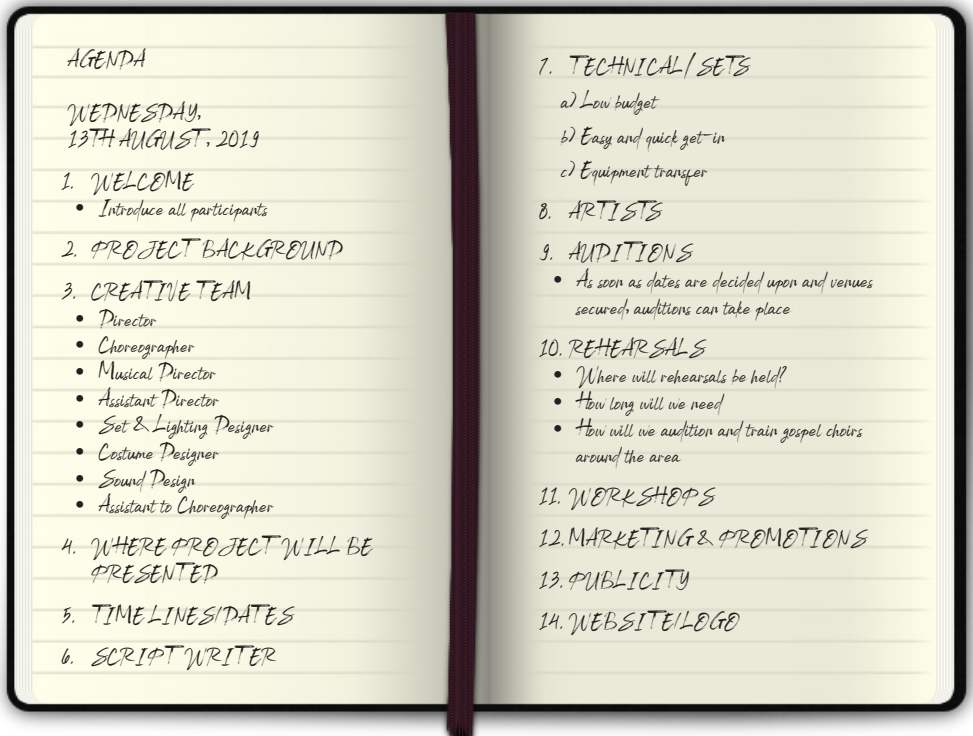 AGENDA
WEDNESDAY,
13TH AUGUST, 2019
1. WELCOME
• Introduce all participants
2. PROJECT BACKGROUND
3. CREATIVE TEAM
• Director
• Choreographer
• Musical Director
• Assistant Director
• Set & Lighting Designer
• Costume Designer
• Sound Design
• Assistant to Choreographer
4. WHERE PROJECT WILL BE
PRESENTED
5. TIMELINES/DATES
6. SCRIPT WRITER
7. TECHNICAL/SETS
a) Low budget
b) Easy and quick get-in
c) Equipment transfer
8. ARTISTS
9. AUDITIONS
• As soon as dates are decided upon and venues
secured, auditions can take place
10. REHEARSALS
• Where will rehearsals be held?
• How long will we need
• How will we audition and train gospel choirs
around the area
11. WORKSHOPS
12. MARKETING & PROMOTIONS
13. PUBLICITY
14. WEBSITE/LOGO